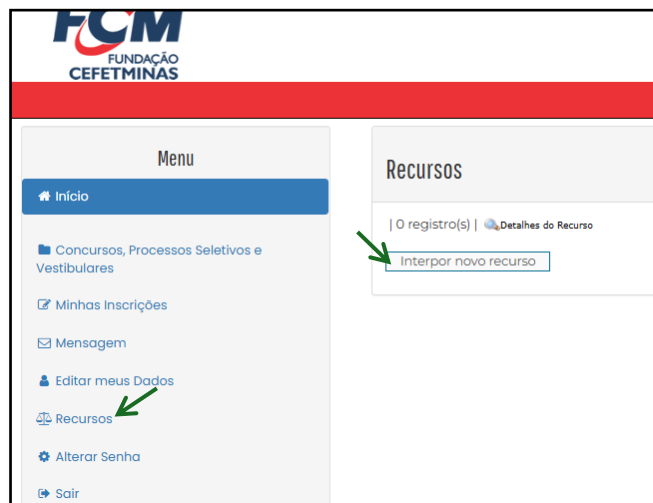 FCM
FUNDAÇÃO
CEFETMINAS
Menu
Início
Concursos, Processos Seletivos e
Vestibulares
Minhas Inscrições
Mensagem
Editar meus Dados
Recursos
Alterar Senha
Sair
Recursos
| 0 registro(s) | Detalhes do Recurso
Interpor novo recurso